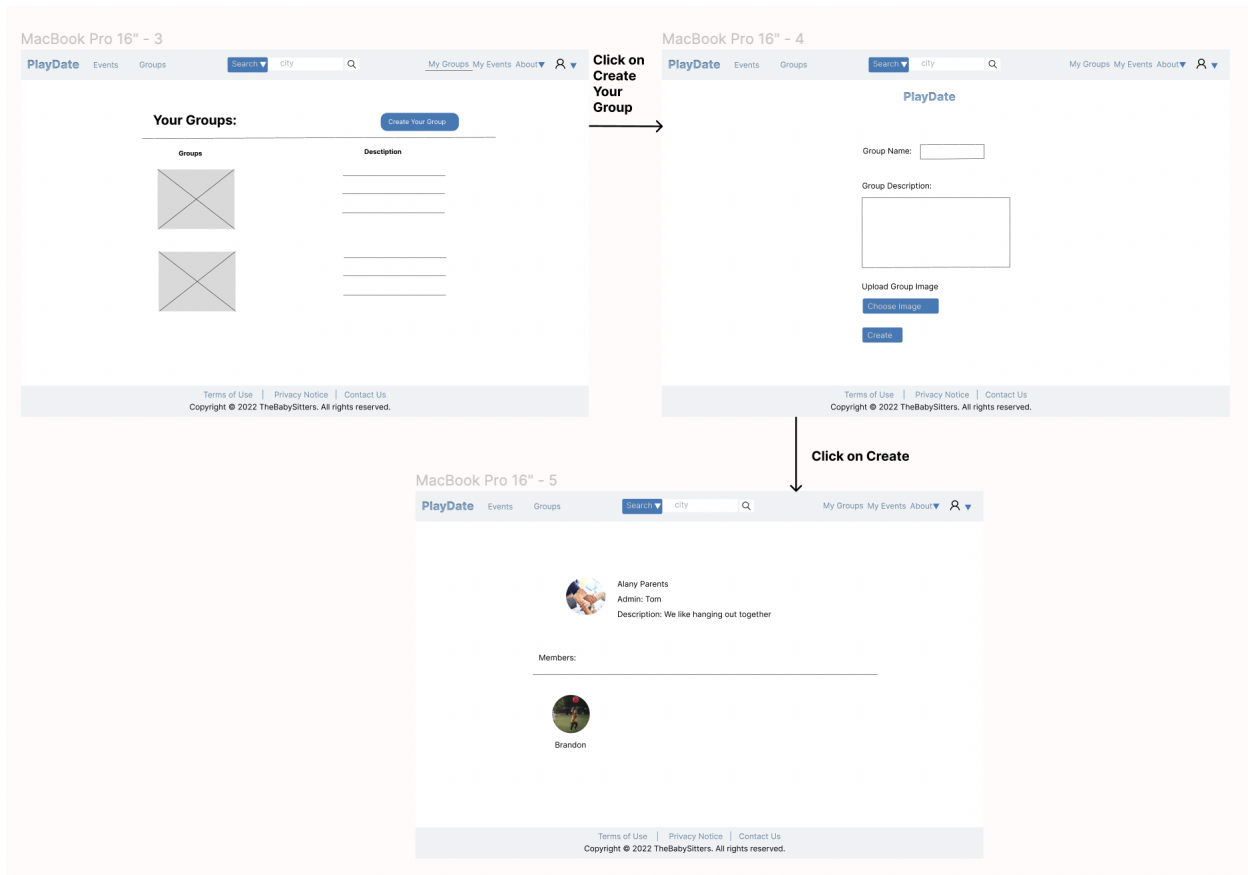 MacBook Pro 16" - 3
PlayDate Events Groups Search city My Groups My Events About
Your Groups: Create Your Group
Groups Desctiption
Terms of Use | Privacy Notice | Contact Us
Copyright © 2022 TheBabySitters. All rights reserved.
Click on
Create
Your
Group
MacBook Pro 16" - 4
PlayDate Events Groups Search city My Groups My Events About
PlayDate
Group Name:
Group Description:
Upload Group Image
Choose Image
Create
Terms of Use | Privacy Notice | Contact Us
Copyright © 2022 TheBabySitters. All rights reserved.
Click on Create
MacBook Pro 16" - 5
PlayDate Events Groups Search city My Groups My Events About
Alany Parents
Admin: Tom
Description: We like hanging out together
Members:
Brandon
Terms of Use | Privacy Notice | Contact Us
Copyright © 2022 TheBabySitters. All rights reserved.